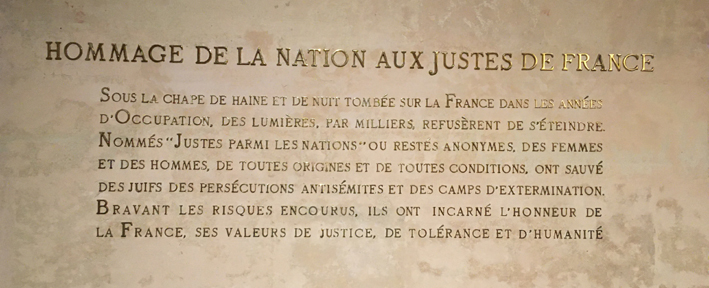 HOMMAGE DE LA NATION AUX JUSTES DE FRANCE
SOUS LA CHAPE DE HAINE ET DE NUIT TOMBÉE SUR LA FRANCE DANS LES ANNÉES
D'OCCUPATION, DES LUMIÈRES, PAR MILLIERS, REFUSÈRENT DE S'ÉTEINDRE.
NOMMÉS "JUSTES PARMI LES NATIONS" OU RESTÉS ANONYMES, DES FEMMES
ET DES HOMMES, DE TOUTES ORIGINES ET DE TOUTES CONDITIONS, ONT SAUVÉ
DES JUIFS DES PERSÉCUTIONS ANTISÉMITES ET DES CAMPS D'EXTERMINATION.
BRAVANT LES RISQUES ENCOURUS, ILS ONT INCARNÉ L'HONNEUR DE
LA FRANCE, SES VALEURS DE JUSTICE, DE TOLÉRANCE ET D'HUMANITÉ